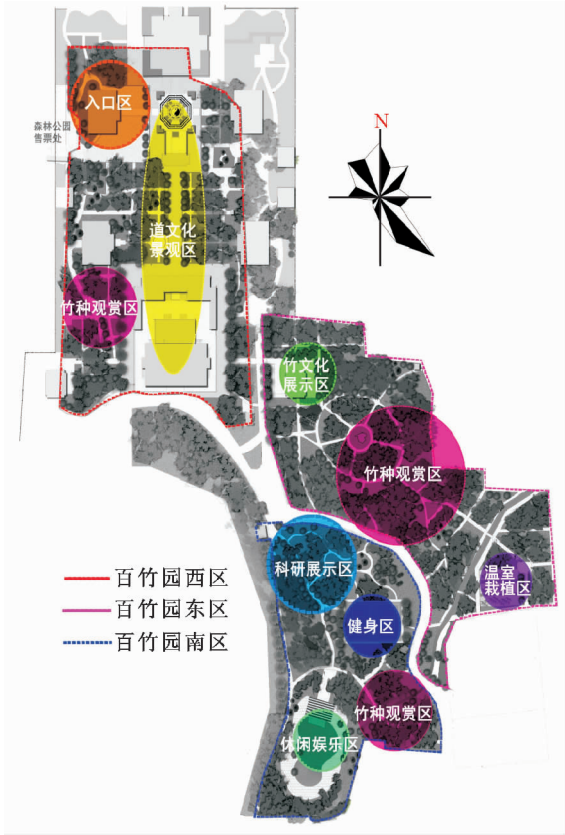 入口区
森林公园
售票处
N
道文化
景观区
竹种观赏区
竹文化
展示区
竹种观赏区
科研展示区
温室
栽植区
健身区
竹种观赏区
休闲娱乐区
百竹园西区
百竹园东区
百竹园南区